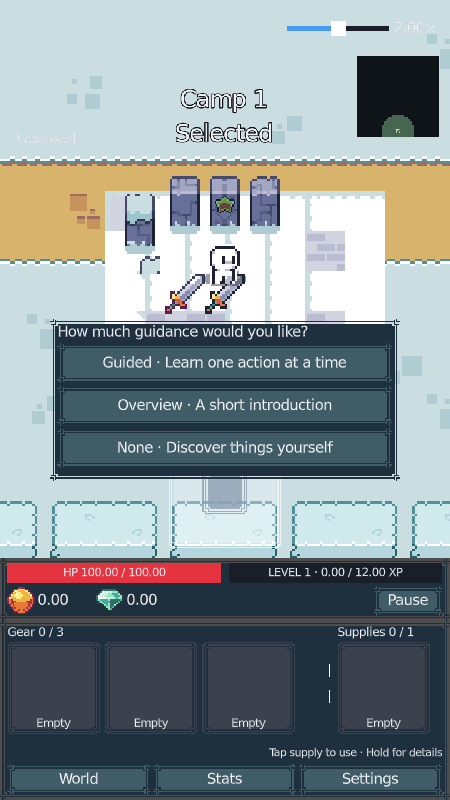 2.00x
Camp 1
Selected
How much guidance would you like?
Guided · Learn one action at a time
Overview · A short introduction
None · Discover things yourself
HP 100.00 / 100.00
LEVEL 1 · 0.00 / 12.00 XP
0.00
0.00
Pause
Gear 0 / 3
Supplies 0 / 1
Empty
Empty
Empty
Empty
Tap supply to use · Hold for details
World
Stats
Settings